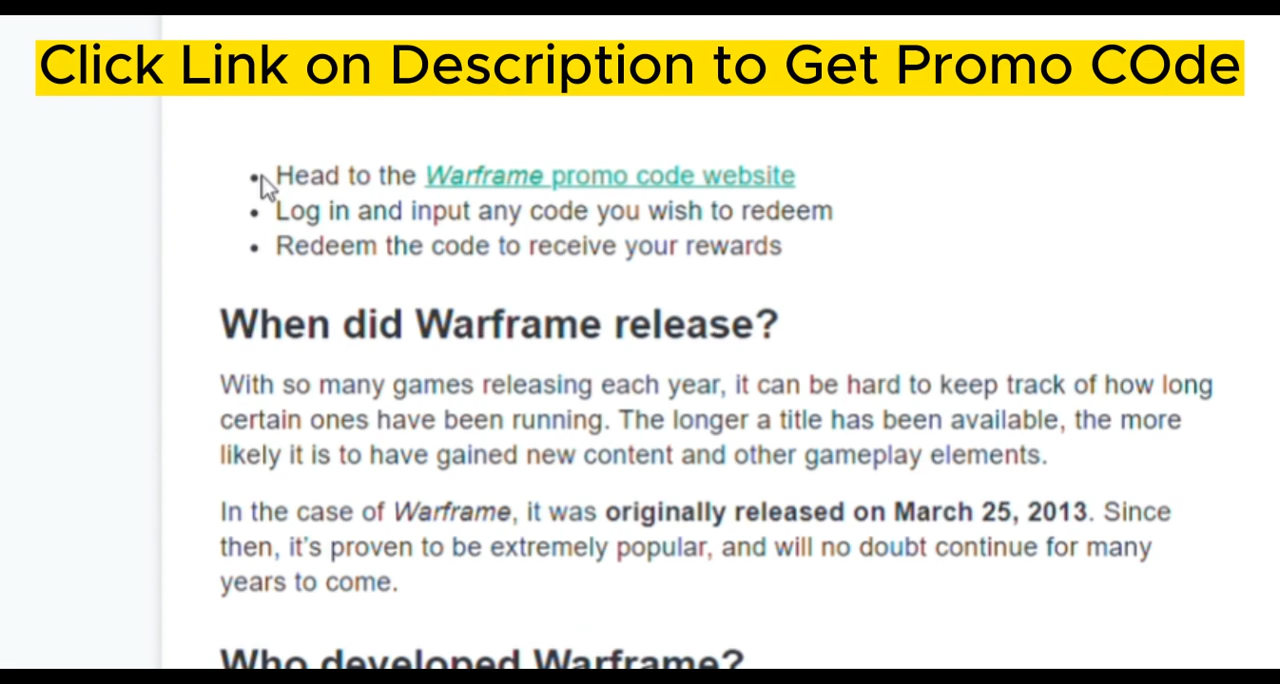 Click Link on Description to Get Promo COde
• Head to the Warframe promo code website
• Log in and input any code you wish to redeem
• Redeem the code to receive your rewards
When did Warframe release?
With so many games releasing each year, it can be hard to keep track of how long
certain ones have been running. The longer a title has been available, the more
likely it is to have gained new content and other gameplay elements.
In the case of Warframe, it was originally released on March 25, 2013. Since
then, it's proven to be extremely popular, and will no doubt continue for many
years to come.
Who developed Warframe?